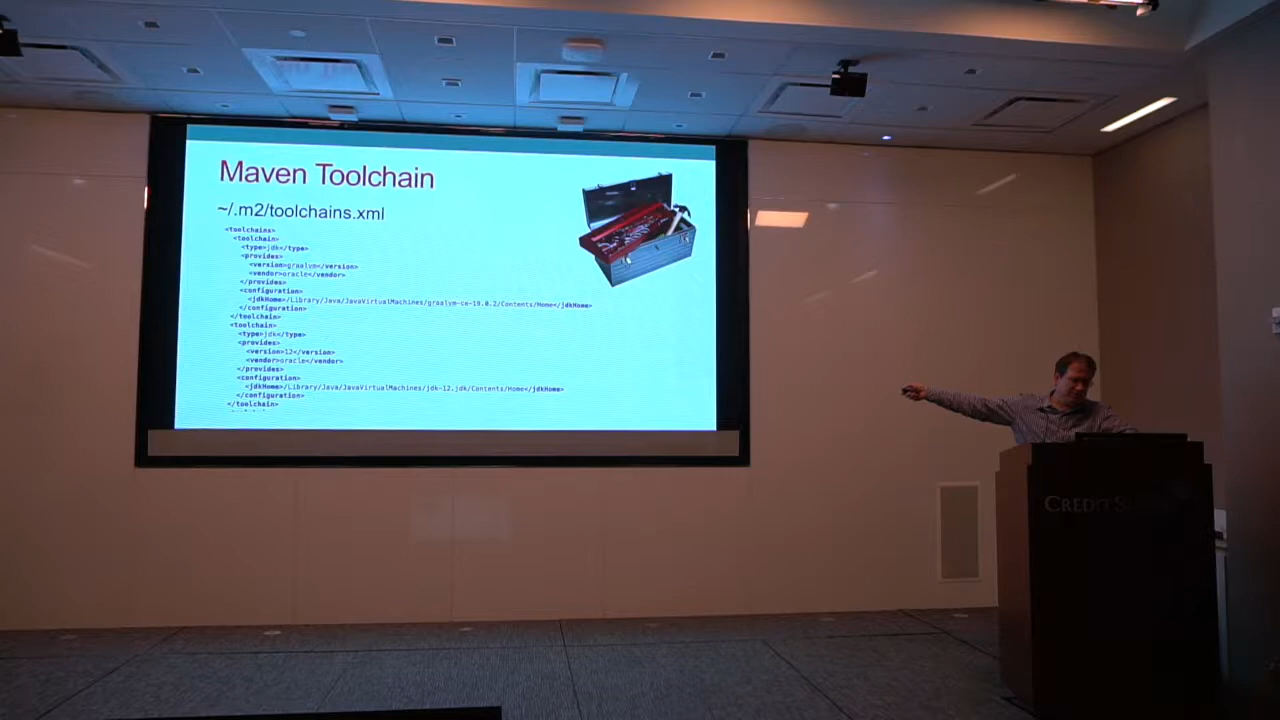 Maven Toolchain
~/.m2/toolchains.xml
<toolchains>
<toolchain>
<type>jdk</type>
<provides>
<version>graalvm</version>
<vendor>oracle</vendor>
</provides>
<configuration>
<jdkHome>/Library/Java/JavaVirtualMachines/graalvm-ce-19.0.2/Contents/Home</jdkHome>
</configuration>
</toolchain>
<toolchain>
<type>jdk</type>
<provides>
<version>12</version>
<vendor>oracle</vendor>
</provides>
<configuration>
<jdkHome>/Library/Java/JavaVirtualMachines/jdk-12.jdk/Contents/Home</jdkHome>
</configuration>
</toolchain>
CREDIT